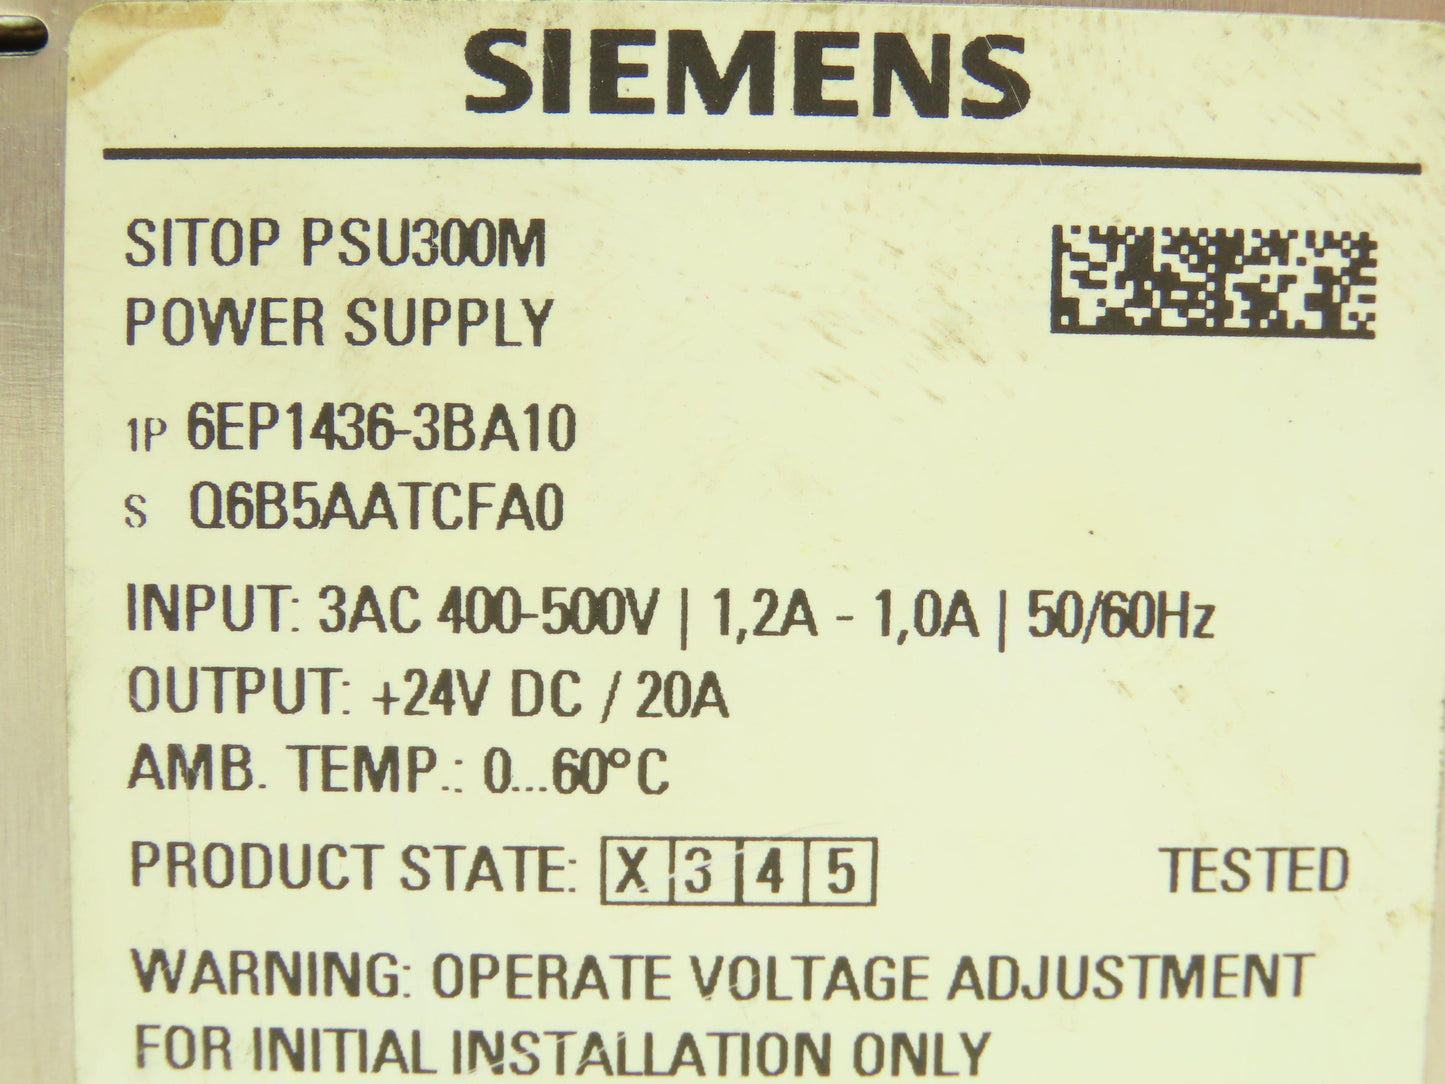 SIEMENS
SITOP PSU300M
POWER SUPPLY
1P 6EP1436-3BA10
S Q6B5AATCFA0
INPUT: 3AC 400-500V | 1,2A - 1,0A | 50/60Hz
OUTPUT: +24V DC / 20A
AMB. TEMP.: 0...60°C
PRODUCT STATE: X 3 4 5 TESTED
WARNING: OPERATE VOLTAGE ADJUSTMENT
FOR INITIAL INSTALLATION ONLY